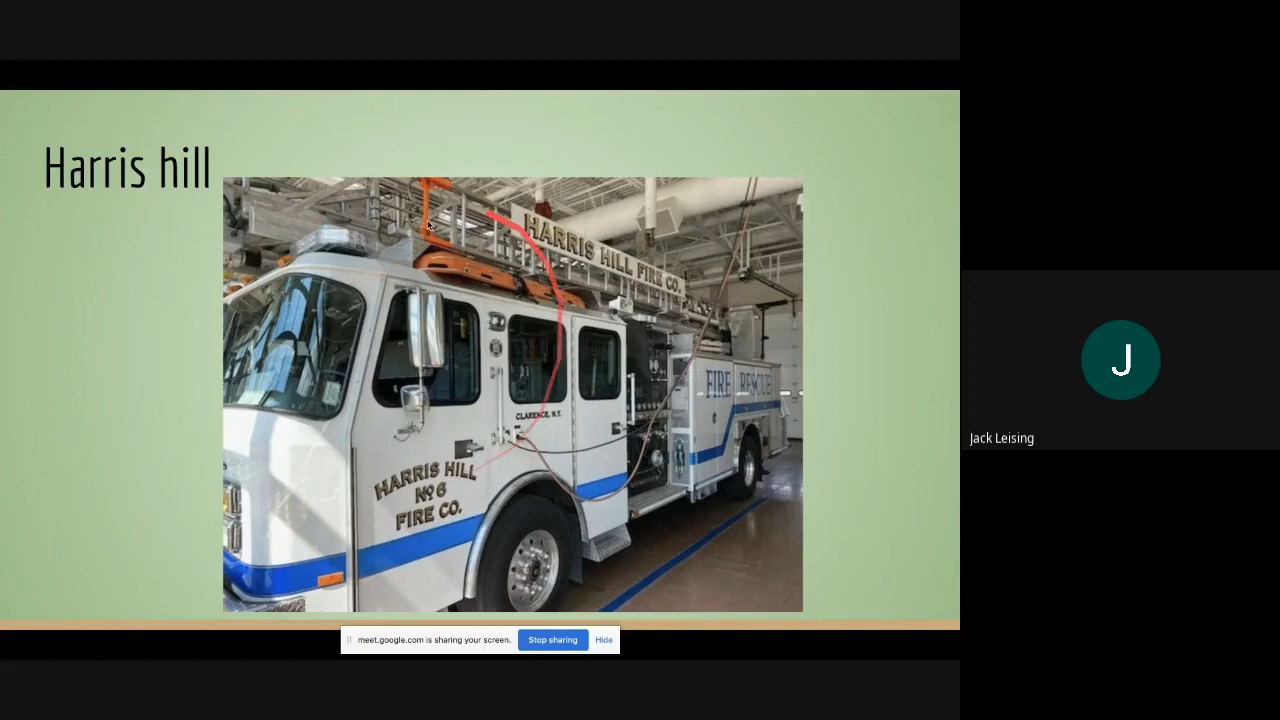 Harris hill
HARRIS HILL FIRE CO.
FIRE RESCUE
CLARENCE, N.Y.
HARRIS HILL
No 6
FIRE CO.
J
Jack Leising
meet.google.com is sharing your screen.
Stop sharing
Hide